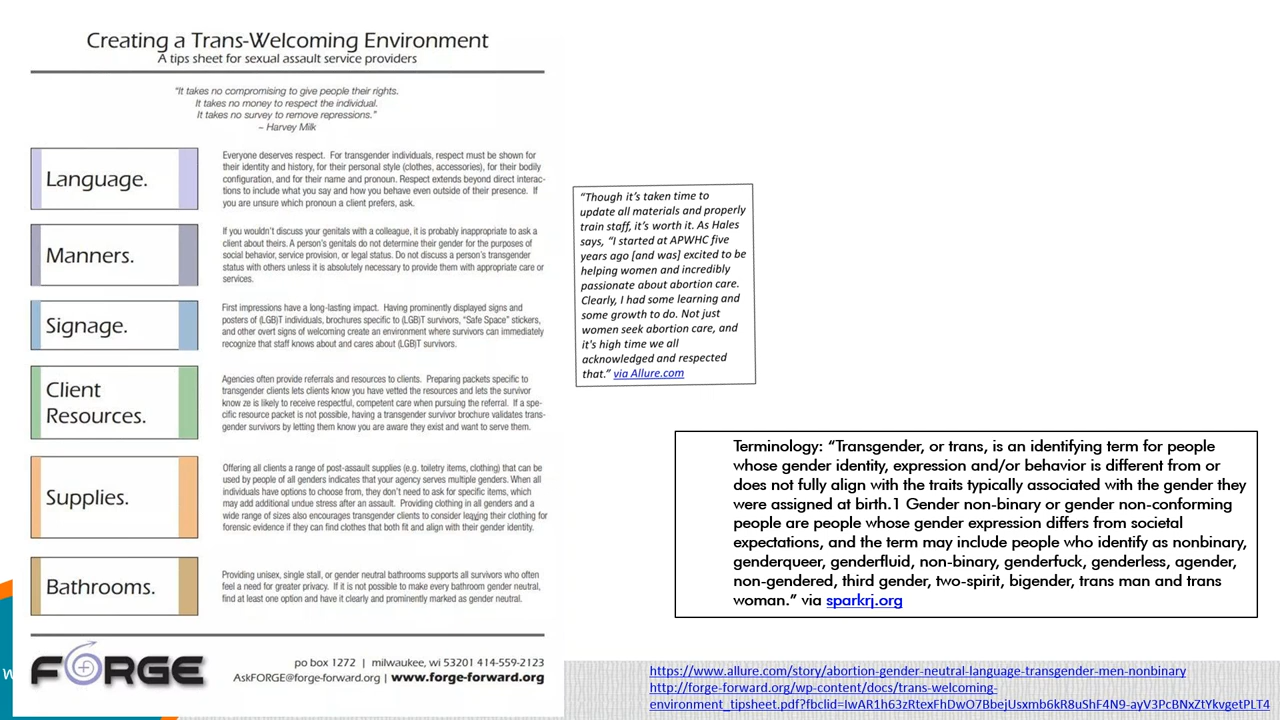 Creating a Trans-Welcoming Environment
A tips sheet for sexual assault service providers
“It takes no compromising to give people their rights.
It takes no money to respect the individual.
It takes no survey to remove repressions.”
– Harvey Milk
Language.
Everyone deserves respect. For transgender individuals, respect must be shown for
their identity and history, for their personal style (clothes, accessories), for their bodily
configuration, and for their name and pronoun. Respect extends beyond direct interac-
tions to include what you say and how you behave even outside of their presence. If
you are unsure which pronoun a client prefers, ask.
Manners.
If you wouldn’t discuss your genitals with a colleague, it is probably inappropriate to ask a
client about theirs. A person’s genitals do not determine their gender for the purposes of
social behavior, service provision, or legal status. Do not discuss a person’s transgender
status with others unless it is absolutely necessary to provide them with appropriate care or
services.
Signage.
First impressions have a long-lasting impact. Having prominently displayed signs and
posters of (LGB)T individuals, brochures specific to (LGB)T survivors, “Safe Space” stickers,
and other overt signs of welcoming create an environment where survivors can immediately
recognize that staff knows about and cares about (LGB)T survivors.
Client
Resources.
Agencies often provide referrals and resources to clients. Preparing packets specific to
transgender clients lets clients know you have vetted the resources and lets the survivor
know ze is likely to receive respectful, competent care when pursuing the referral. If a spe-
cific resource packet is not possible, having a transgender survivor brochure validates trans-
gender survivors by letting them know you are aware they exist and want to serve them.
Supplies.
Offering all clients a range of post-assault supplies (e.g. toiletry items, clothing) that can be
used by people of all genders indicates that your agency serves multiple genders. When all
individuals have options to choose from, they don’t need to ask for specific items, which
may add additional undue stress after an assault. Providing clothing in all genders and a
wide range of sizes also encourages transgender clients to consider leaving their clothing for
forensic evidence if they can find clothes that both fit and align with their gender identity.
Bathrooms.
Providing unisex, single stall, or gender neutral bathrooms supports all survivors who often
feel a need for greater privacy. If it is not possible to make every bathroom gender neutral,
find at least one option and have it clearly and prominently marked as gender neutral.
FORGE
po box 1272 | milwaukee, wi 53201 414-559-2123
AskFORGE@forge-forward.org | www.forge-forward.org
W
“Though it’s taken time to
update all materials and properly
train staff, it’s worth it. As Hales
says, “I started at APWHC five
years ago [and was] excited to be
helping women and incredibly
passionate about abortion care.
Clearly, I had some learning and
some growth to do. Not just
women seek abortion care, and
it's high time we all
acknowledged and respected
that.” via Allure.com
Terminology: “Transgender, or trans, is an identifying term for people
whose gender identity, expression and/or behavior is different from or
does not fully align with the traits typically associated with the gender they
were assigned at birth.1 Gender non-binary or gender non-conforming
people are people whose gender expression differs from societal
expectations, and the term may include people who identify as nonbinary,
genderqueer, genderfluid, non-binary, genderfuck, genderless, agender,
non-gendered, third gender, two-spirit, bigender, trans man and trans
woman.” via sparkrj.org
https://www.allure.com/story/abortion-gender-neutral-language-transgender-men-nonbinary
http://forge-forward.org/wp-content/docs/trans-welcoming-
environment_tipsheet.pdf?fbclid=IwAR1h63zRtexFhDwO7BbejUsxmb6kR8uShF4N9-ayV3PcBNxZtYkvgetPLT4